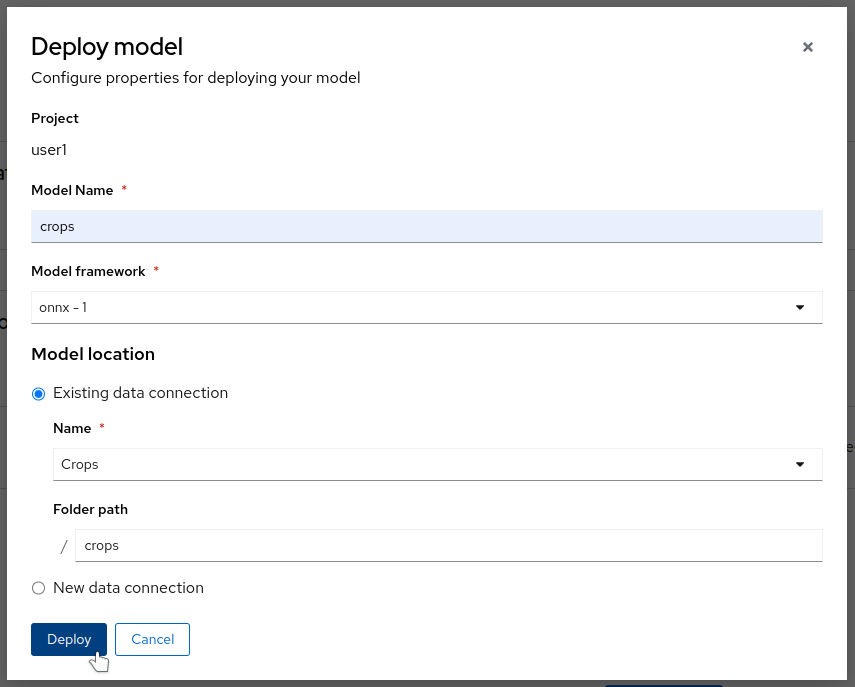 Deploy model
Configure properties for deploying your model
Project
user1
Model Name *
crops
Model framework *
onnx - 1
Model location
Existing data connection
Name *
Crops
Folder path
/ crops
New data connection
Deploy Cancel